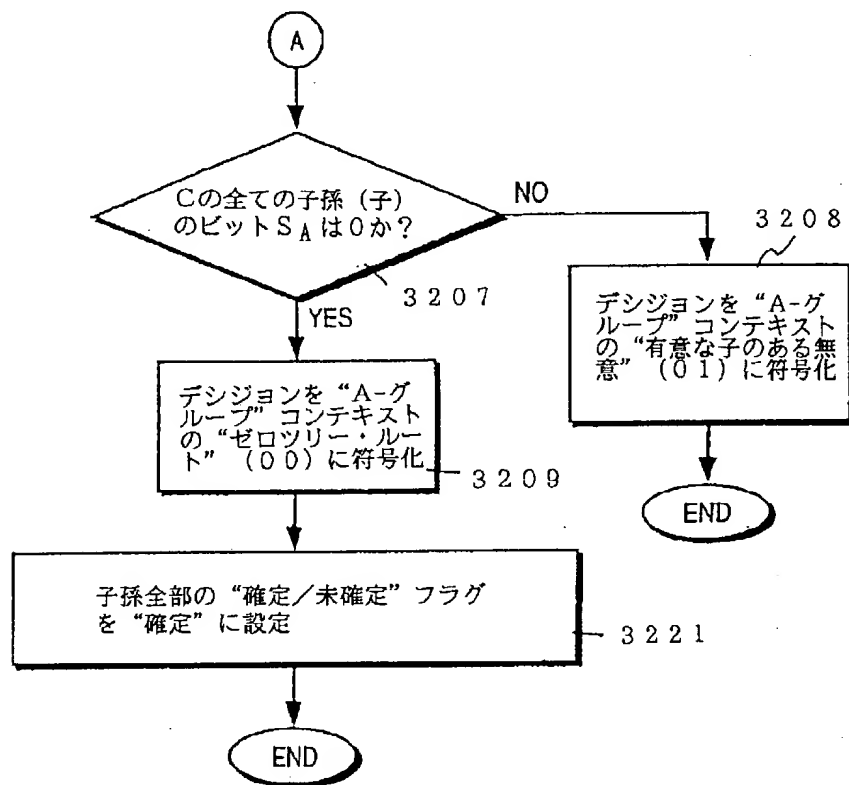 A
Cの全ての子孫（子）
のビットSAは0か？
NO
3207
YES
3208
デシジョンを“A-グ
ループ”コンテキスト
の“有意な子のある無
意”（01）に符号化
デシジョンを“A-グ
ループ”コンテキスト
の“ゼロツリー・ルー
ト”（00）に符号化
3209
END
子孫全部の“確定／未確定”フラグ
を“確定”に設定
3221
END